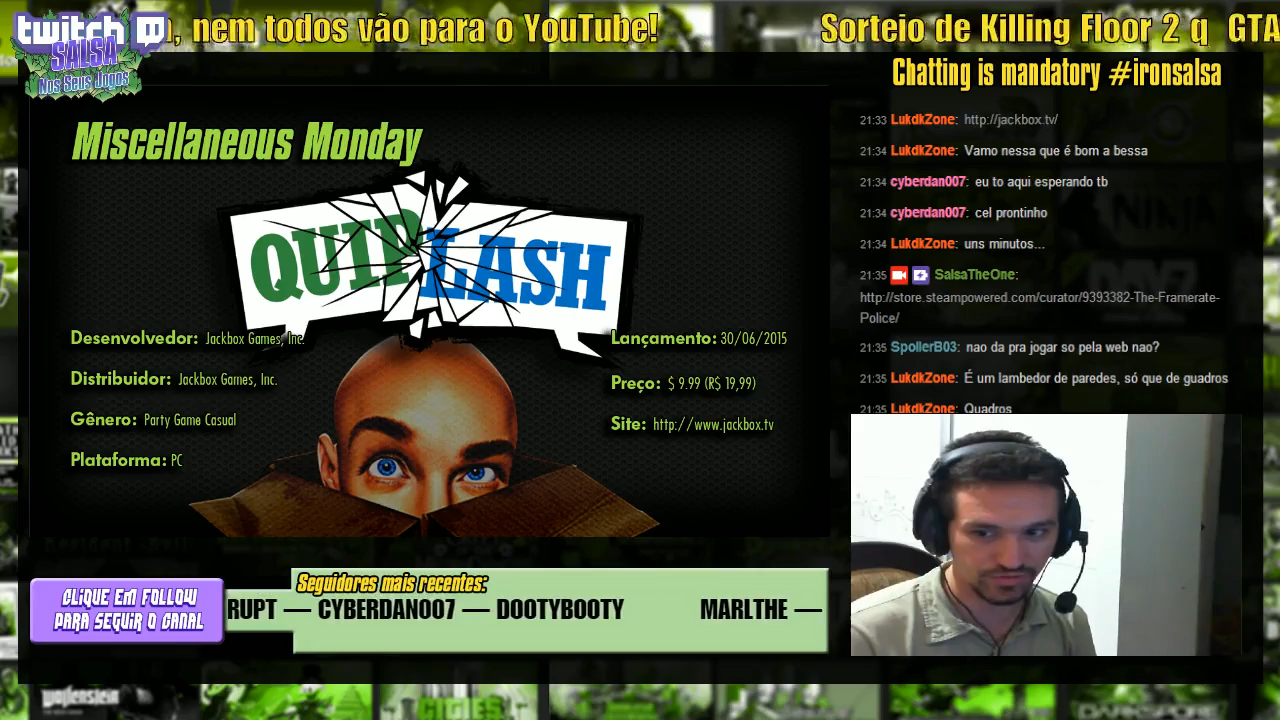 twitch
SALSA
Nos Seus Jogos
, nem todos vão para o YouTube!
Sorteio de Killing Floor 2 q GTA
Chatting is mandatory #ironsalsa
Miscellaneous Monday
QUIPLASH
Desenvolvedor: Jackbox Games, Inc.
Distribuidor: Jackbox Games, Inc.
Gênero: Party Game Casual
Plataforma: PC
Lançamento: 30/06/2015
Preço: $ 9.99 (R$ 19,99)
Site: http://www.jackbox.tv
21:33 LukdkZone: http://jackbox.tv/
21:34 LukdkZone: Vamo nessa que é bom a bessa
21:34 cyberdan007: eu to aqui esperando tb
21:34 cyberdan007: cel prontinho
21:34 LukdkZone: uns minutos...
21:35 SalsaTheOne:
http://store.steampowered.com/curator/9393382-The-Framerate-
Police/
21:35 SpollerB03: nao da pra jogar so pela web nao?
21:35 LukdkZone: É um lambedor de paredes, só que de guadros
21:35 LukdkZone: Quadros
CLIQUE EM FOLLOW
PARA SEGUIR O CANAL
Seguidores mais recentes:
RUPT — CYBERDAN007 — DOOTYBOOTY MARLTHE —
Wolfenstein
CITIES
DARKSPORE